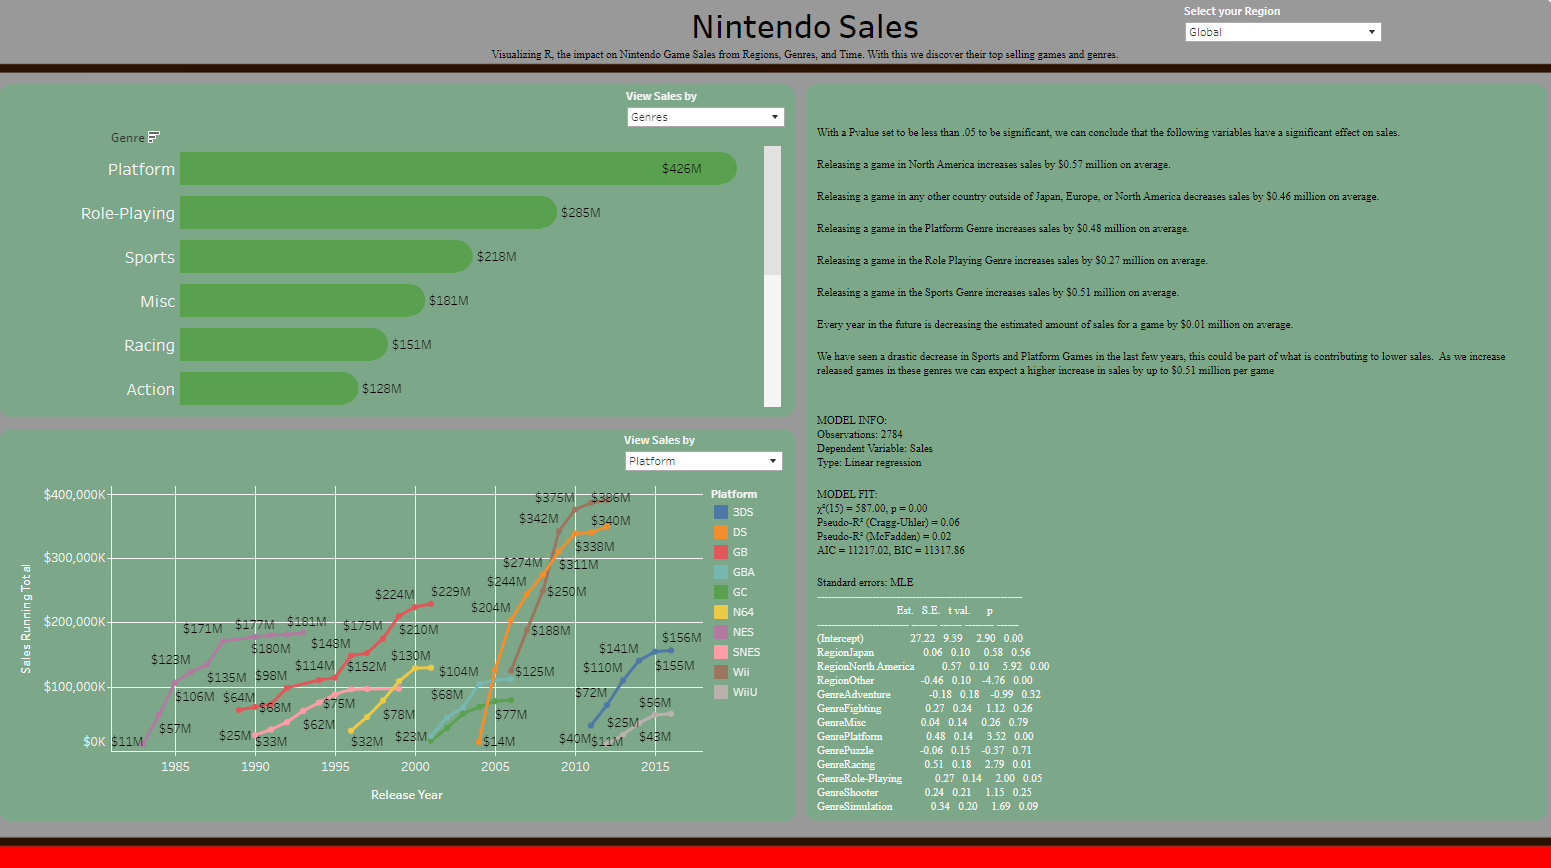 Nintendo Sales
Visualizing R, the impact on Nintendo Game Sales from Regions, Genres, and Time. With this we discover their top selling games and genres.
Select your Region
Global
View Sales by
Genres
Genre
Platform $426M
Role-Playing $285M
Sports $218M
Misc $181M
Racing $151M
Action $128M
View Sales by
Platform
Sales Running Total
$400,000K
$300,000K
$200,000K
$100,000K
$0K
$375M $386M
$342M $340M
$338M
$274M $311M
$244M $250M
$224M $229M
$204M
$171M $177M $181M $175M $210M $188M
$180M $148M
$123M $114M $152M $130M
$141M $156M
$135M $98M $104M $125M $110M $155M
$106M $64M $68M $75M $68M $72M $56M
$57M $62M $78M $77M $25M
$11M $25M $33M $32M $23M $14M $40M $11M $43M
1985 1990 1995 2000 2005 2010 2015
Release Year
Platform
3DS
DS
GB
GBA
GC
N64
NES
SNES
Wii
WiiU
With a Pvalue set to be less than .05 to be significant, we can conclude that the following variables have a significant effect on sales.
Releasing a game in North America increases sales by $0.57 million on average.
Releasing a game in any other country outside of Japan, Europe, or North America decreases sales by $0.46 million on average.
Releasing a game in the Platform Genre increases sales by $0.48 million on average.
Releasing a game in the Role Playing Genre increases sales by $0.27 million on average.
Releasing a game in the Sports Genre increases sales by $0.51 million on average.
Every year in the future is decreasing the estimated amount of sales for a game by $0.01 million on average.
We have seen a drastic decrease in Sports and Platform Games in the last few years, this could be part of what is contributing to lower sales. As we increase
released games in these genres we can expect a higher increase in sales by up to $0.51 million per game
MODEL INFO:
Observations: 2784
Dependent Variable: Sales
Type: Linear regression
MODEL FIT:
χ²(15) = 587.00, p = 0.00
Pseudo-R² (Cragg-Uhler) = 0.06
Pseudo-R² (McFadden) = 0.02
AIC = 11217.02, BIC = 11317.86
Standard errors: MLE
Est. S.E. t val. p
(Intercept) 27.22 9.39 2.90 0.00
RegionJapan 0.06 0.10 0.58 0.56
RegionNorth America 0.57 0.10 5.92 0.00
RegionOther -0.46 0.10 -4.76 0.00
GenreAdventure -0.18 0.18 -0.99 0.32
GenreFighting 0.27 0.24 1.12 0.26
GenreMisc 0.04 0.14 0.26 0.79
GenrePlatform 0.48 0.14 3.52 0.00
GenrePuzzle -0.06 0.15 -0.37 0.71
GenreRacing 0.51 0.18 2.79 0.01
GenreRole-Playing 0.27 0.14 2.00 0.05
GenreShooter 0.24 0.21 1.15 0.25
GenreSimulation 0.34 0.20 1.69 0.09